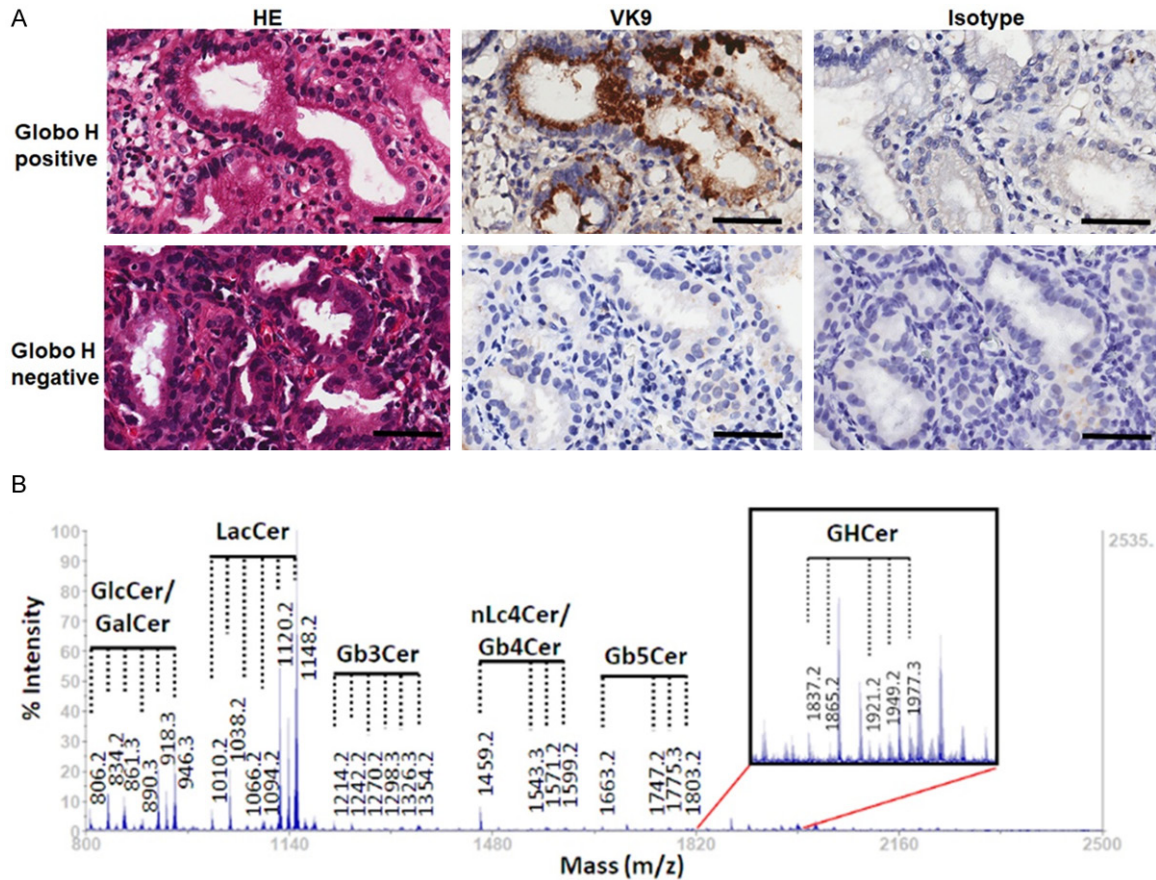 A
HE
VK9
Isotype
Globo H
positive
Globo H
negative
B
GlcCer/
GalCer
LacCer
Gb3Cer
nLc4Cer/
Gb4Cer
Gb5Cer
GHCer
806.2
834.2
861.3
890.3
918.3
946.3
1010.2
1038.2
1066.2
1094.2
1120.2
1148.2
1214.2
1242.2
1270.2
1298.3
1326.3
1354.2
1459.2
1543.3
1571.2
1599.2
1663.2
1747.2
1775.3
1803.2
1837.2
1865.2
1921.2
1949.2
1977.3
2535.
% Intensity
100
90
80
70
60
50
40
30
20
10
0
800
1140
1480
1820
2160
2500
Mass (m/z)